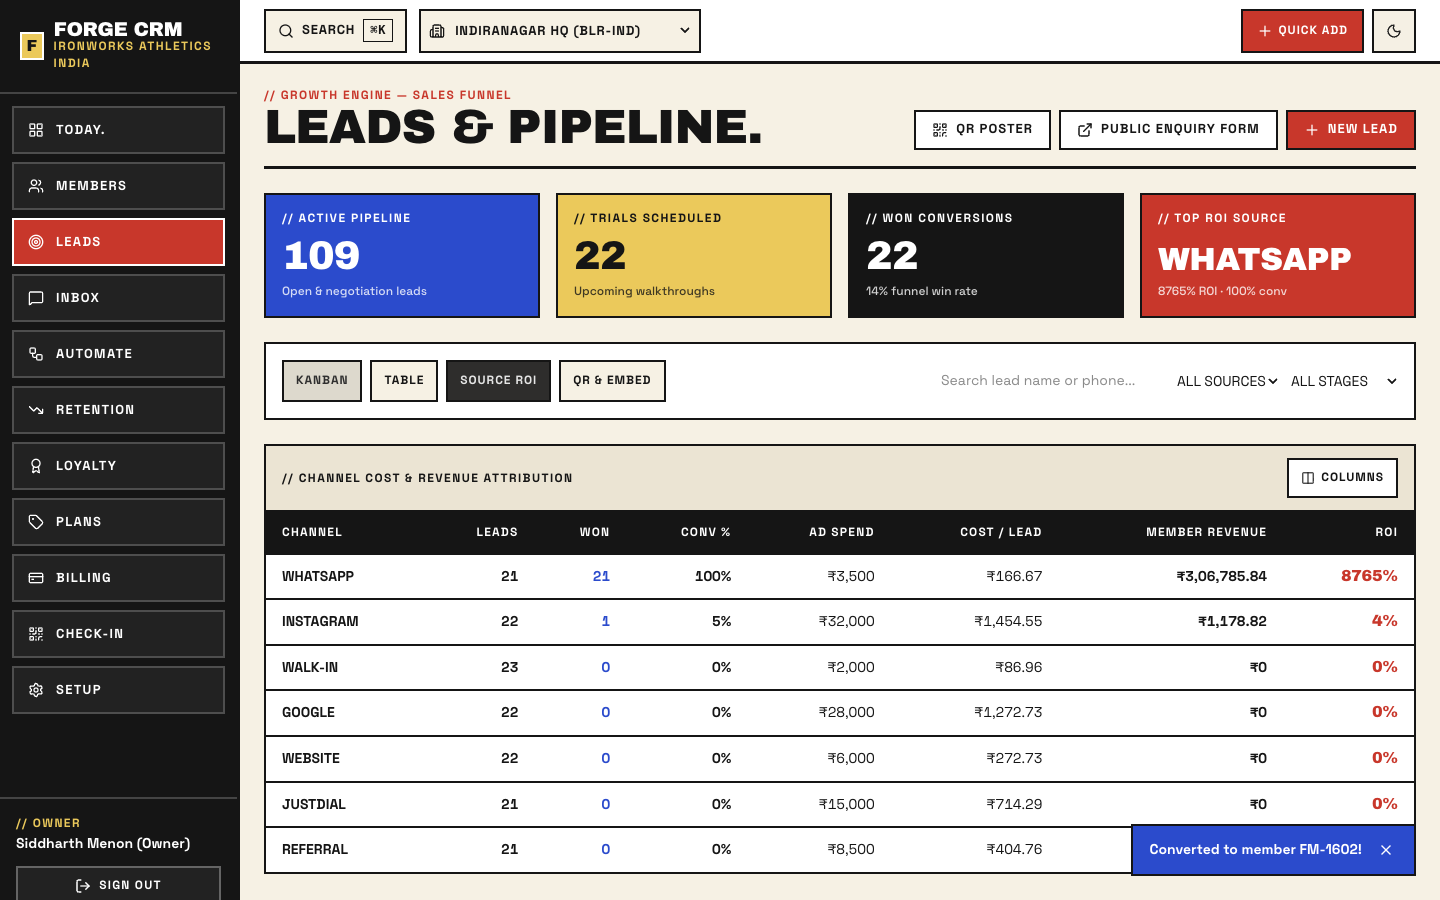 F
FORGE CRM
IRONWORKS ATHLETICS
INDIA
TODAY.
MEMBERS
LEADS
INBOX
AUTOMATE
RETENTION
LOYALTY
PLANS
BILLING
CHECK-IN
SETUP
// OWNER
Siddharth Menon (Owner)
SIGN OUT
SEARCH ⌘K
INDIRANAGAR HQ (BLR-IND)
QUICK ADD
// GROWTH ENGINE — SALES FUNNEL
LEADS & PIPELINE.
QR POSTER
PUBLIC ENQUIRY FORM
NEW LEAD
// ACTIVE PIPELINE
109
Open & negotiation leads
// TRIALS SCHEDULED
22
Upcoming walkthroughs
// WON CONVERSIONS
22
14% funnel win rate
// TOP ROI SOURCE
WHATSAPP
8765% ROI · 100% conv
KANBAN TABLE SOURCE ROI QR & EMBED
Search lead name or phone... ALL SOURCES ALL STAGES
// CHANNEL COST & REVENUE ATTRIBUTION
COLUMNS
CHANNEL LEADS WON CONV % AD SPEND COST / LEAD MEMBER REVENUE ROI
WHATSAPP 21 21 100% ₹3,500 ₹166.67 ₹3,06,785.84 8765%
INSTAGRAM 22 1 5% ₹32,000 ₹1,454.55 ₹1,178.82 4%
WALK-IN 23 0 0% ₹2,000 ₹86.96 ₹0 0%
GOOGLE 22 0 0% ₹28,000 ₹1,272.73 ₹0 0%
WEBSITE 22 0 0% ₹6,000 ₹272.73 ₹0 0%
JUSTDIAL 21 0 0% ₹15,000 ₹714.29 ₹0 0%
REFERRAL 21 0 0% ₹8,500 ₹404.76
Converted to member FM-1602!